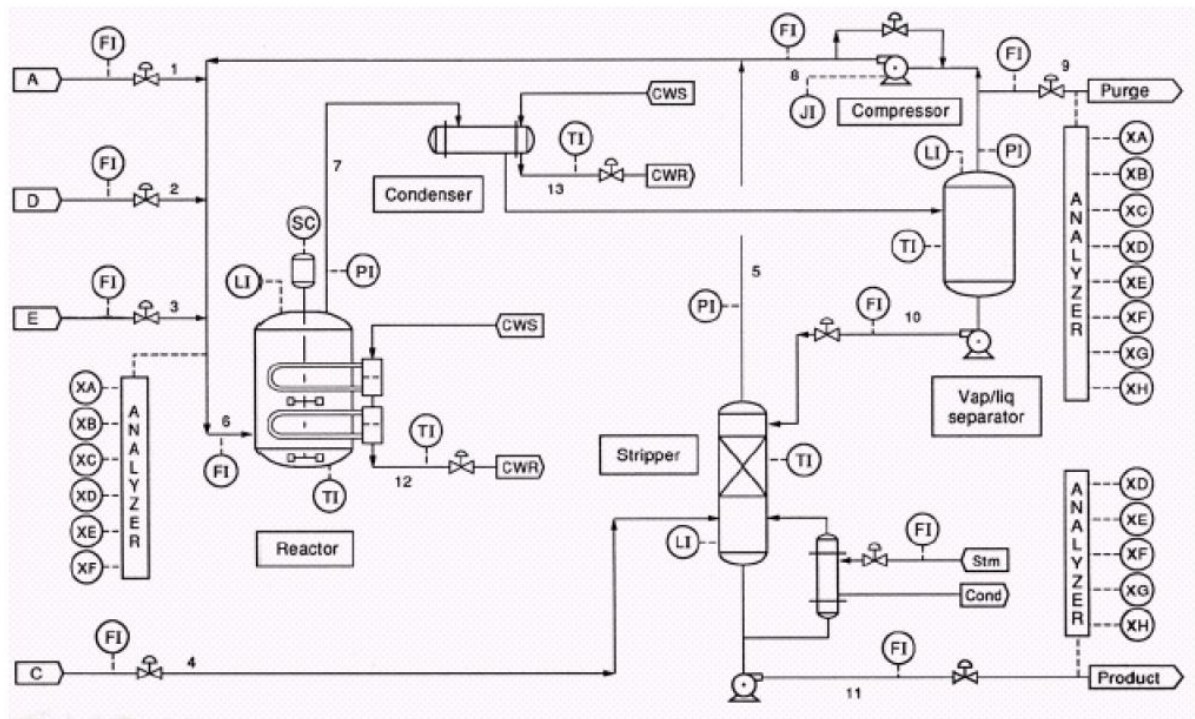 FI
FI
FI
A
1
8
9
Purge
CWS
JI
Compressor
XA
FI
TI
LI
PI
XB
7
D
2
13
CWR
Condenser
XC
SC
ANALYZER
XD
TI
FI
LI
PI
5
XE
E
3
PI
FI
10
XF
CWS
XG
XA
XH
XB
ANALYZER
Vap/liq
separator
6
TI
XC
FI
Stripper
TI
12
CWR
XD
TI
XD
XE
Reactor
LI
FI
XE
XF
Stm
ANALYZER
XF
Cond
XG
XH
FI
C
4
FI
11
Product